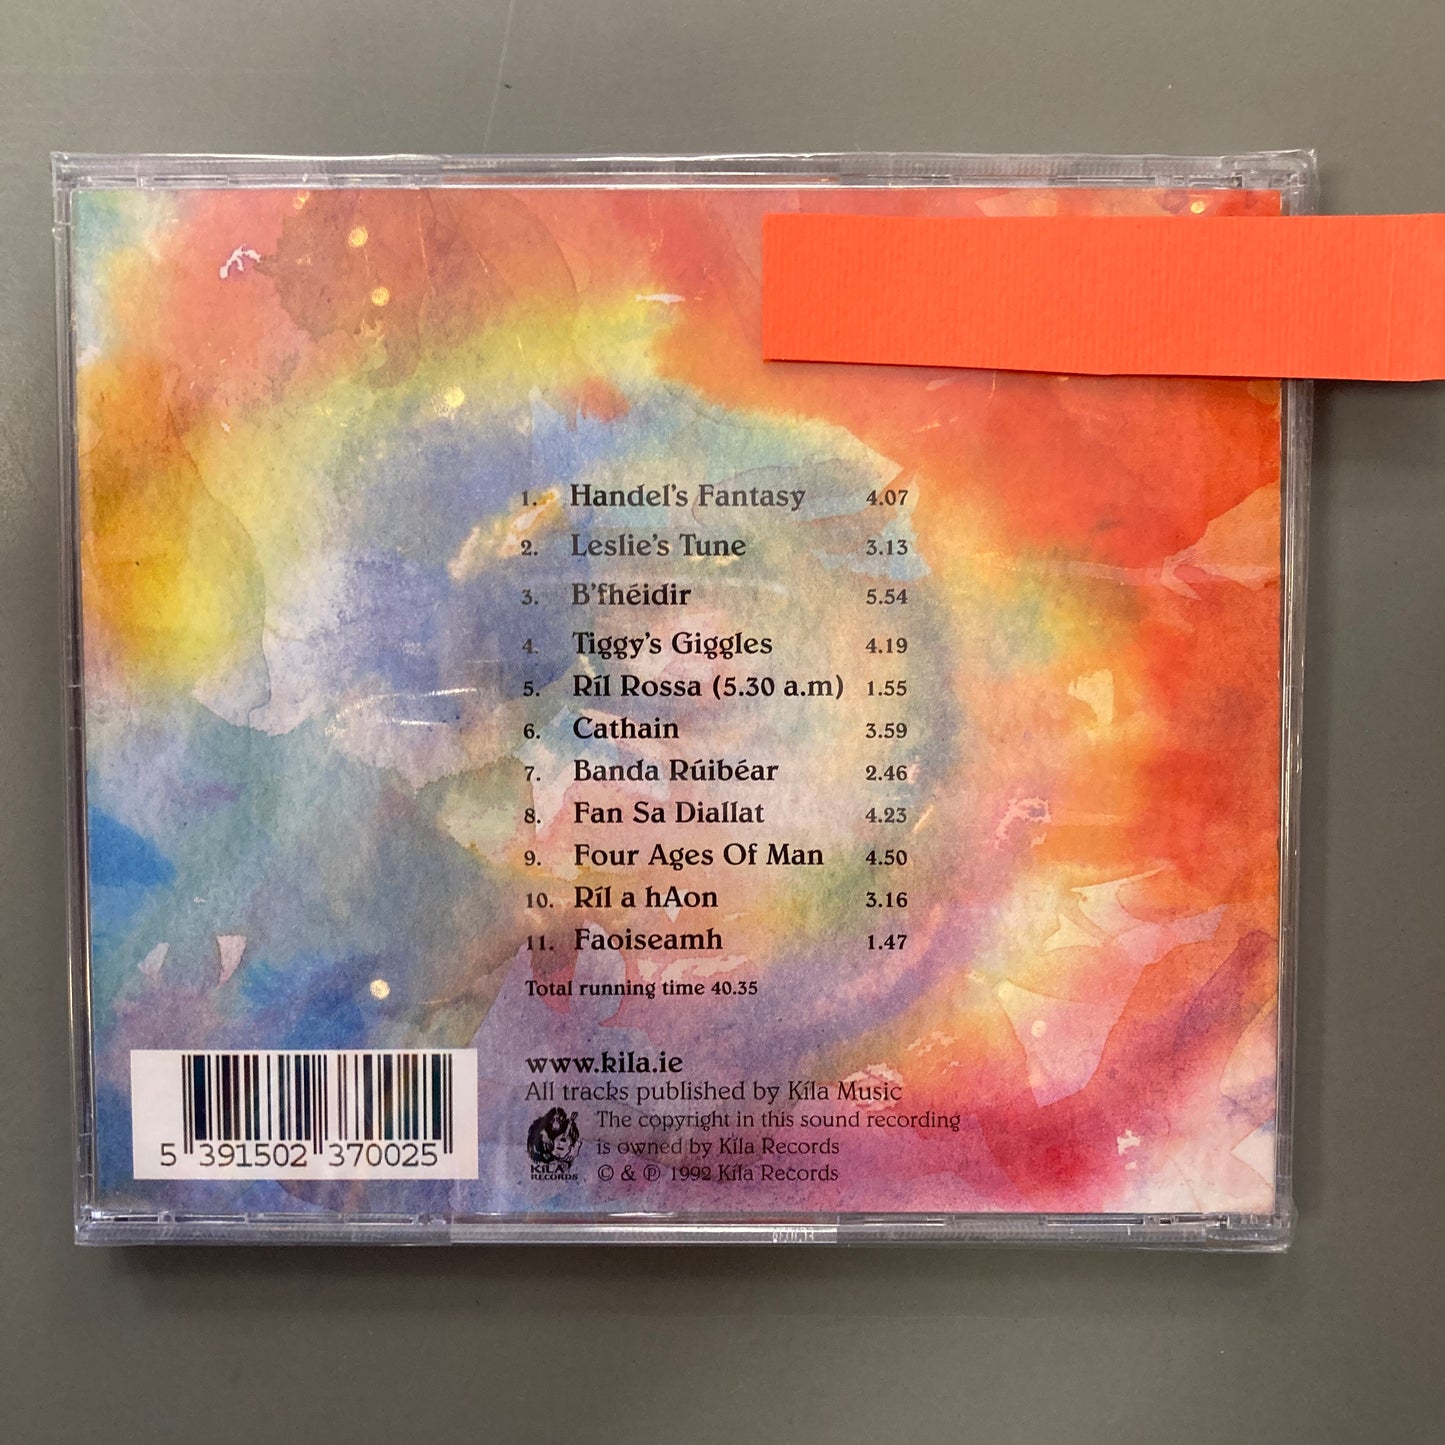 1. Handel's Fantasy 4.07
2. Leslie's Tune 3.13
3. B'fhéidir 5.54
4. Tiggy's Giggles 4.19
5. Ríl Rossa (5.30 a.m) 1.55
6. Cathain 3.59
7. Banda Rúibéar 2.46
8. Fan Sa Diallat 4.23
9. Four Ages Of Man 4.50
10. Ríl a hAon 3.16
11. Faoiseamh 1.47
Total running time 40.35
www.kila.ie
All tracks published by Kíla Music
The copyright in this sound recording
is owned by Kíla Records
© & ℗ 1992 Kíla Records
KÍLA
RECORDS
5 391502 370025